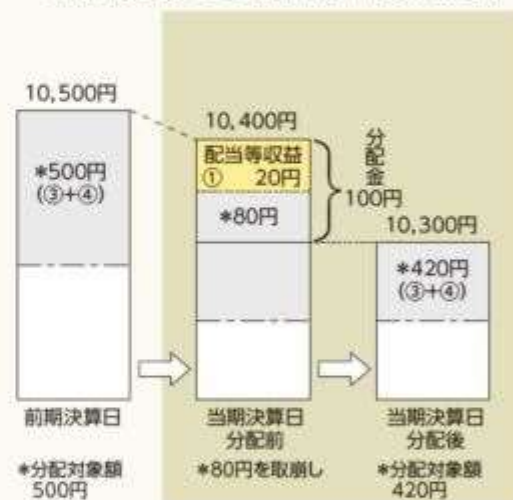 10,500円
*500円
(③+④)
前期決算日
*分配対象額
500円
10,400円
配当等収益
① 20円
*80円
分配金
100円
当期決算日
分配前
*80円を取崩し
10,300円
*420円
(③+④)
当期決算日
分配後
*分配対象額
420円